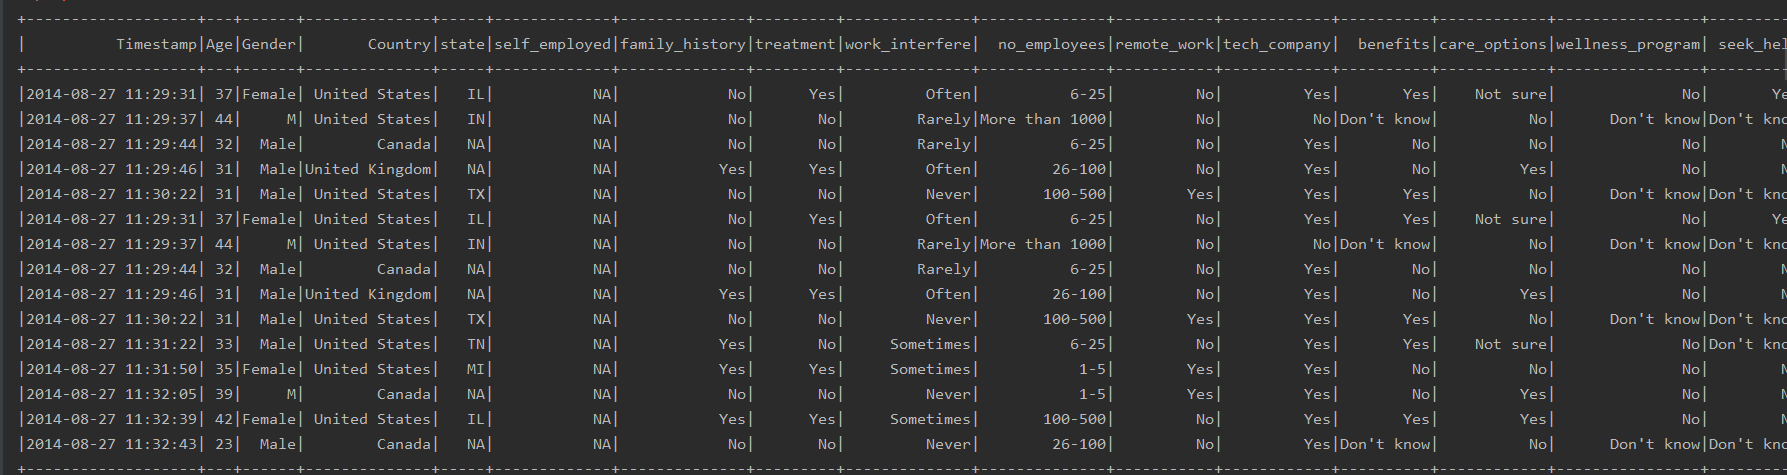 +-------------------+---+------+--------------+-----+-------------+--------------+---------+--------------+--------------+-----------+------------+----------+------------+----------------+--------
| Timestamp|Age|Gender| Country|state|self_employed|family_history|treatment|work_interfere| no_employees|remote_work|tech_company| benefits|care_options|wellness_program| seek_hel
+-------------------+---+------+--------------+-----+-------------+--------------+---------+--------------+--------------+-----------+------------+----------+------------+----------------+--------
|2014-08-27 11:29:31| 37|Female| United States| IL| NA| No| Yes| Often| 6-25| No| Yes| Yes| Not sure| No| Ye
|2014-08-27 11:29:37| 44| M| United States| IN| NA| No| No| Rarely|More than 1000| No| No|Don't know| No| Don't know|Don't kno
|2014-08-27 11:29:44| 32| Male| Canada| NA| NA| No| No| Rarely| 6-25| No| Yes| No| No| No| N
|2014-08-27 11:29:46| 31| Male|United Kingdom| NA| NA| Yes| Yes| Often| 26-100| No| Yes| No| Yes| No| N
|2014-08-27 11:30:22| 31| Male| United States| TX| NA| No| No| Never| 100-500| Yes| Yes| Yes| No| Don't know|Don't kno
|2014-08-27 11:29:31| 37|Female| United States| IL| NA| No| Yes| Often| 6-25| No| Yes| Yes| Not sure| No| Ye
|2014-08-27 11:29:37| 44| M| United States| IN| NA| No| No| Rarely|More than 1000| No| No|Don't know| No| Don't know|Don't kno
|2014-08-27 11:29:44| 32| Male| Canada| NA| NA| No| No| Rarely| 6-25| No| Yes| No| No| No| N
|2014-08-27 11:29:46| 31| Male|United Kingdom| NA| NA| Yes| Yes| Often| 26-100| No| Yes| No| Yes| No| N
|2014-08-27 11:30:22| 31| Male| United States| TX| NA| No| No| Never| 100-500| Yes| Yes| Yes| No| Don't know|Don't kno
|2014-08-27 11:31:22| 33| Male| United States| TN| NA| Yes| No| Sometimes| 6-25| No| Yes| Yes| Not sure| No|Don't kno
|2014-08-27 11:31:50| 35|Female| United States| MI| NA| Yes| Yes| Sometimes| 1-5| Yes| Yes| No| No| No| N
|2014-08-27 11:32:05| 39| M| Canada| NA| NA| No| No| Never| 1-5| Yes| Yes| No| Yes| No| N
|2014-08-27 11:32:39| 42|Female| United States| IL| NA| Yes| Yes| Sometimes| 100-500| No| Yes| Yes| Yes| No| N
|2014-08-27 11:32:43| 23| Male| Canada| NA| NA| No| No| Never| 26-100| No| Yes|Don't know| No| Don't know|Don't kno
+-------------------+---+------+--------------+-----+-------------+--------------+---------+--------------+--------------+-----------+------------+----------+------------+----------------+--------